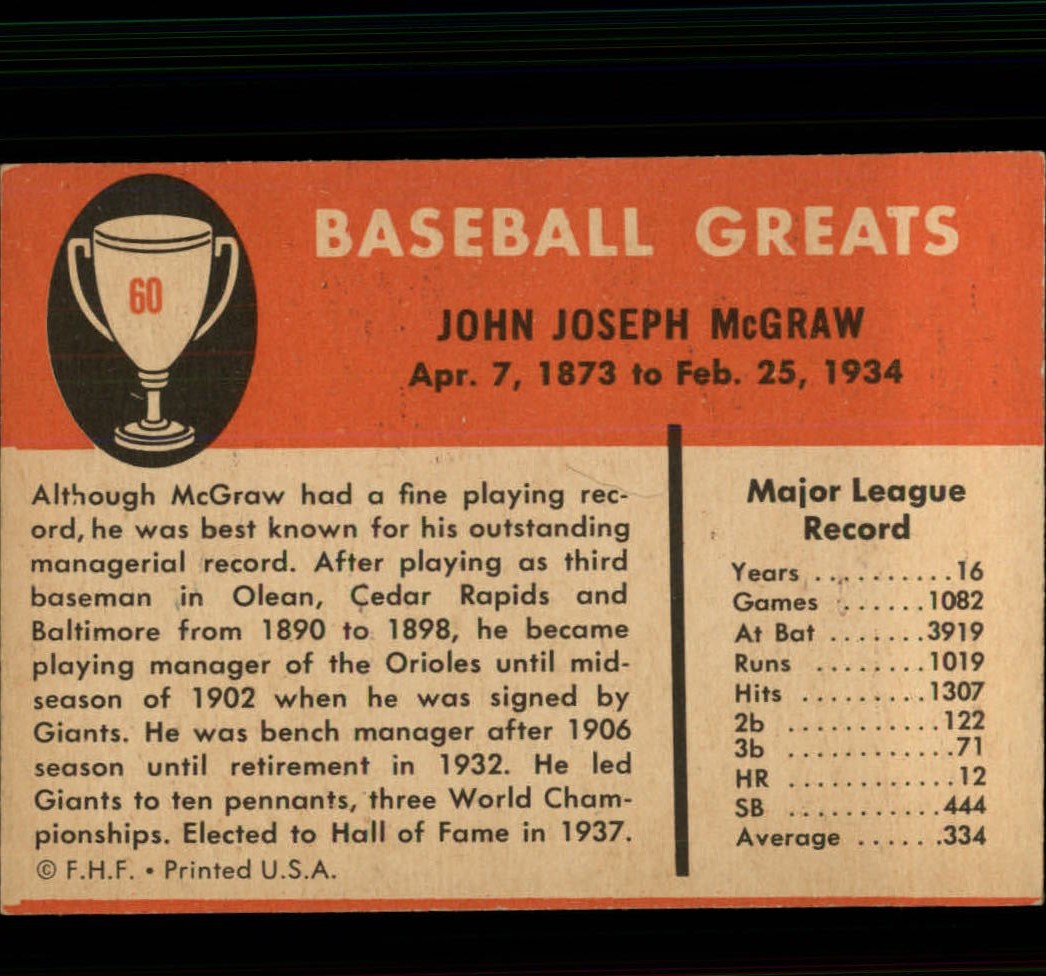 60
BASEBALL GREATS
JOHN JOSEPH McGRAW
Apr. 7, 1873 to Feb. 25, 1934
Although McGraw had a fine playing rec-
ord, he was best known for his outstanding
managerial record. After playing as third
baseman in Olean, Cedar Rapids and
Baltimore from 1890 to 1898, he became
playing manager of the Orioles until mid-
season of 1902 when he was signed by
Giants. He was bench manager after 1906
season until retirement in 1932. He led
Giants to ten pennants, three World Cham-
pionships. Elected to Hall of Fame in 1937.
© F.H.F. • Printed U.S.A.
Major League
Record
Years ..........16
Games .......1082
At Bat .......3919
Runs ........1019
Hits .........1307
2b ...........122
3b ............71
HR ............12
SB ...........444
Average ......334